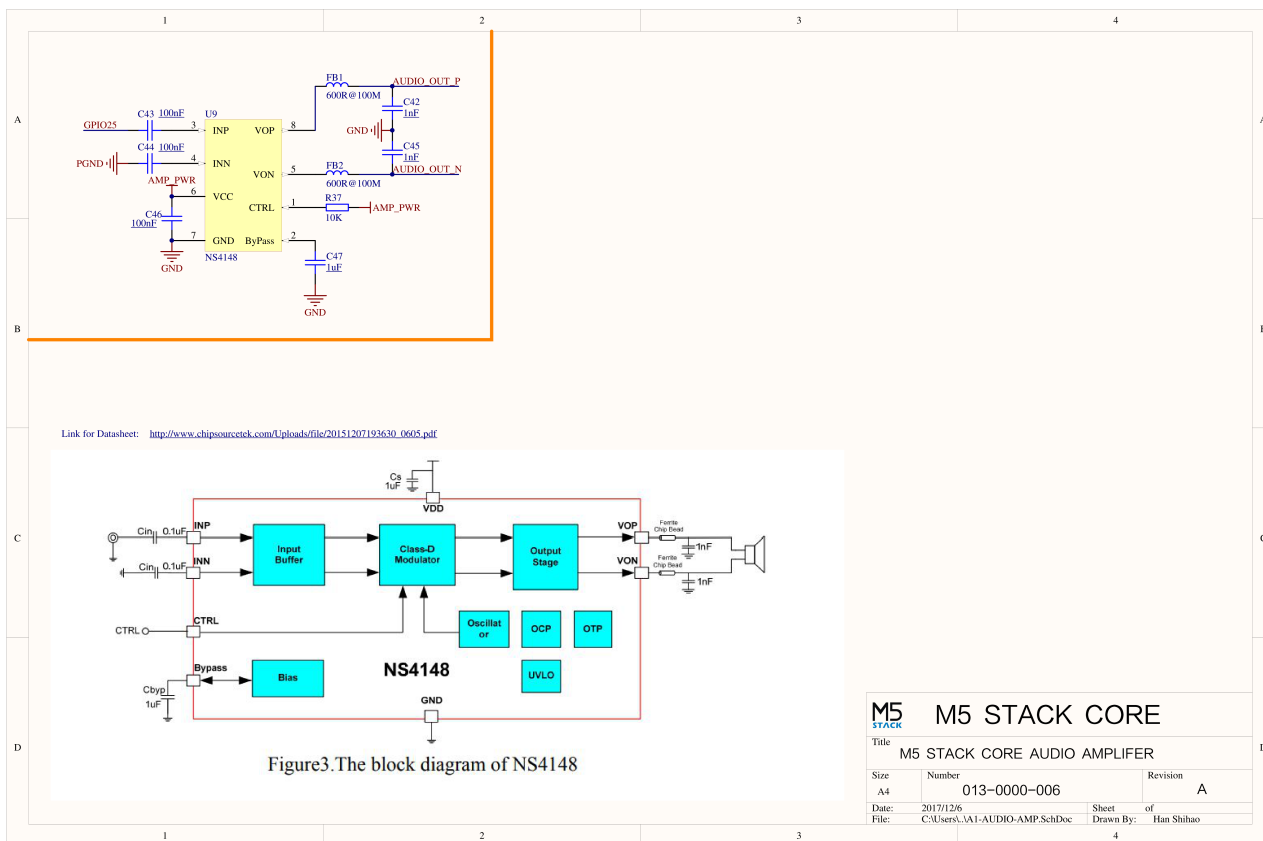 1 2 3 4
A
A
FB1
AUDIO_OUT_P
600R@100M
C42
1nF
C43 100nF
U9
GPIO25
3 INP VOP 8
GND
C44 100nF
C45
1nF
PGND
4 INN
FB2
AUDIO_OUT_N
VON 5
600R@100M
AMP_PWR
6 VCC
R37
CTRL 1
AMP_PWR
10K
C46
100nF
7 GND ByPass 2
NS4148
C47
1uF
GND
GND
B
Link for Datasheet: http://www.chipsourcetek.com/Uploads/file/20151207193630_0605.pdf
Cs
1uF
VDD
INP
Cin 0.1uF
Input
Buffer
Class-D
Modulator
Output
Stage
VOP
Ferrite
Chip Bead
1nF
C
INN
Cin 0.1uF
VON
Ferrite
Chip Bead
1nF
CTRL
CTRL
Oscillat
or
OCP
OTP
Bypass
Bias
NS4148
UVLO
Cbyp
1uF
GND
D
Figure3.The block diagram of NS4148
M5
STACK
M5 STACK CORE
Title
M5 STACK CORE AUDIO AMPLIFER
Size Number Revision
A4 013-0000-006 A
Date: 2017/12/6 Sheet of
File: C:\Users\..\A1-AUDIO-AMP.SchDoc Drawn By: Han Shihao
1 2 3 4